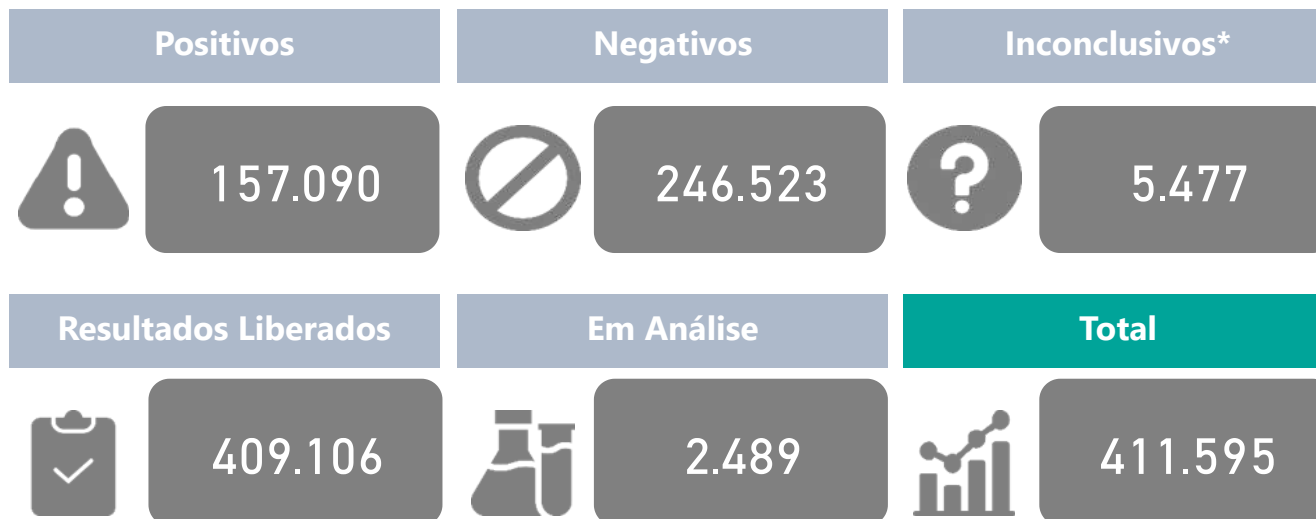 Positivos
Negativos
Inconclusivos*
157.090
246.523
5.477
Resultados Liberados
Em Análise
Total
409.106
2.489
411.595